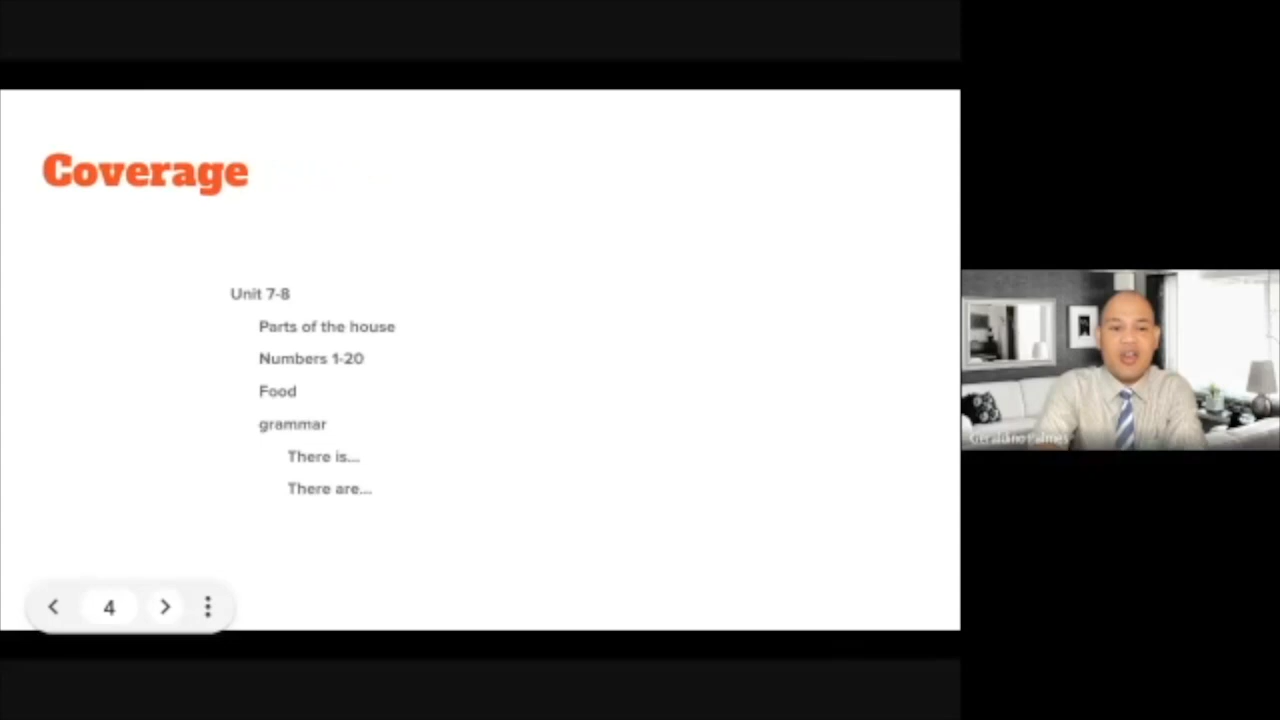 Coverage
Unit 7-8
Parts of the house
Numbers 1-20
Food
grammar
There is...
There are...
4